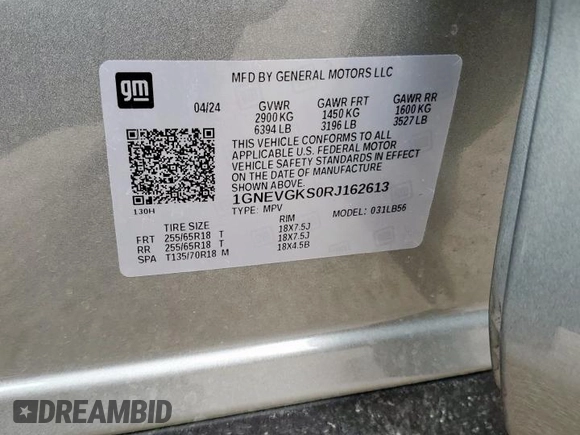 gm
MFD BY GENERAL MOTORS LLC
04/24 GVWR GAWR FRT GAWR RR
2900 KG 1450 KG 1600 KG
6394 LB 3196 LB 3527 LB
THIS VEHICLE CONFORMS TO ALL
APPLICABLE U.S. FEDERAL MOTOR
VEHICLE SAFETY STANDARDS IN EFFECT
ON THE DATE OF MANUFACTURE
SHOWN ABOVE.
1GNEVGKS0RJ162613
130H
TYPE: MPV MODEL: 031LB56
TIRE SIZE RIM
FRT 255/65R18 T 18X7.5J
RR 255/65R18 T 18X7.5J
SPA T135/70R18 M 18X4.5B
DREAMBID